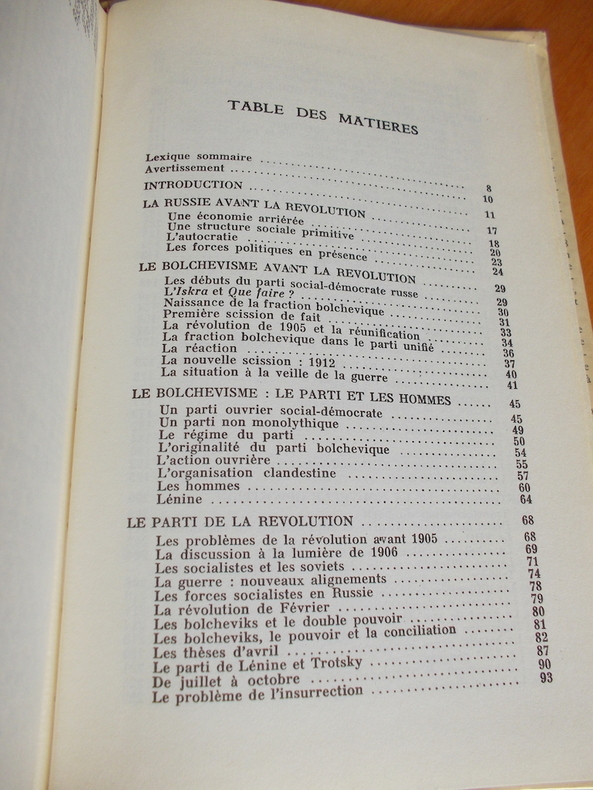 TABLE DES MATIERES
Lexique sommaire .......... 8
Avertissement .......... 10
INTRODUCTION .......... 11
LA RUSSIE AVANT LA REVOLUTION .......... 17
Une économie arriérée .......... 18
Une structure sociale primitive .......... 20
L'autocratie .......... 23
Les forces politiques en présence .......... 24
LE BOLCHEVISME AVANT LA REVOLUTION .......... 29
Les débuts du parti social-démocrate russe .......... 29
L'Iskra et Que faire ? .......... 30
Naissance de la fraction bolchevique .......... 31
Première scission de fait .......... 33
La révolution de 1905 et la réunification .......... 34
La fraction bolchevique dans le parti unifié .......... 36
La réaction .......... 37
La nouvelle scission : 1912 .......... 40
La situation à la veille de la guerre .......... 41
LE BOLCHEVISME : LE PARTI ET LES HOMMES ...... 45
Un parti ouvrier social-démocrate .......... 45
Un parti non monolythique .......... 49
Le régime du parti .......... 50
L'originalité du parti bolchevique .......... 54
L'action ouvrière .......... 55
L'organisation clandestine .......... 57
Les hommes .......... 60
Lénine .......... 64
LE PARTI DE LA REVOLUTION .......... 68
Les problèmes de la révolution avant 1905 .......... 68
La discussion à la lumière de 1906 .......... 69
Les socialistes et les soviets .......... 71
La guerre : nouveaux alignements .......... 74
Les forces socialistes en Russie .......... 78
La révolution de Février .......... 79
Les bolcheviks et le double pouvoir .......... 80
Les bolcheviks, le pouvoir et la conciliation ........ 81
Les thèses d'avril .......... 82
Le parti de Lénine et Trotsky .......... 87
De juillet à octobre .......... 90
Le problème de l'insurrection .......... 93